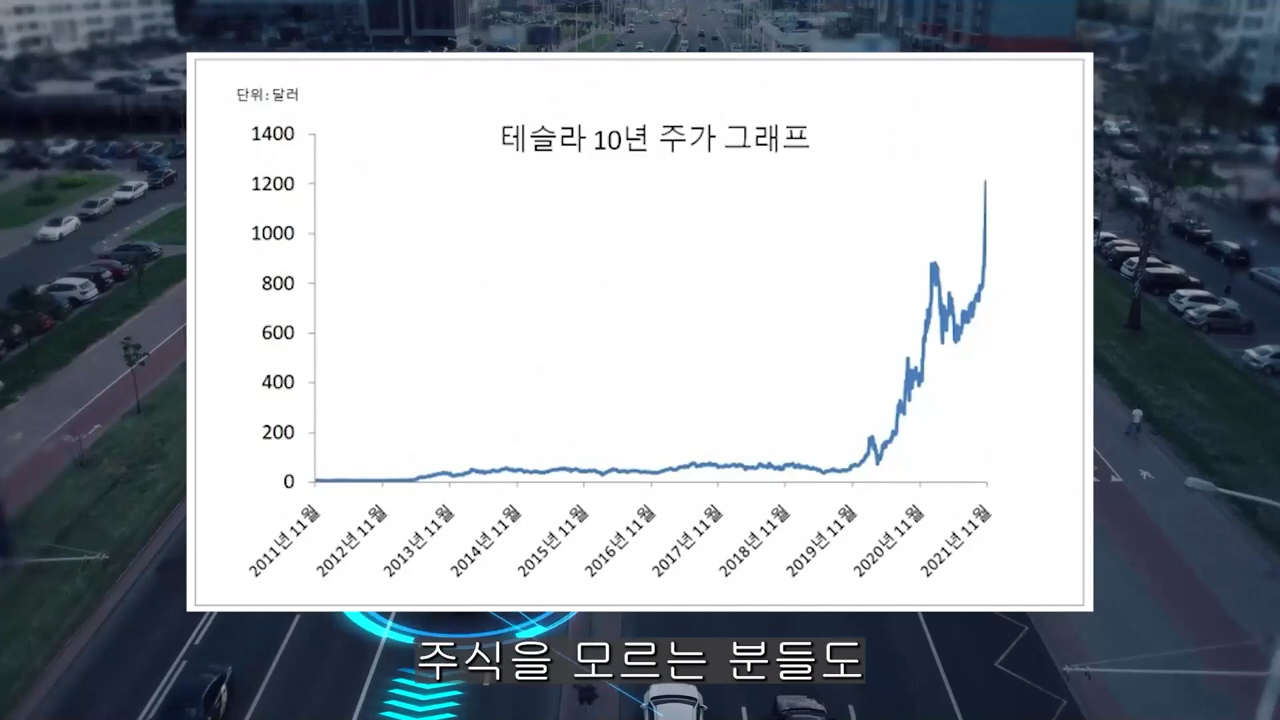 단위: 달러
테슬라 10년 주가 그래프
1400
1200
1000
800
600
400
200
0
2011년 11월
2012년 11월
2013년 11월
2014년 11월
2015년 11월
2016년 11월
2017년 11월
2018년 11월
2019년 11월
2020년 11월
2021년 11월
주식을 모르는 분들도